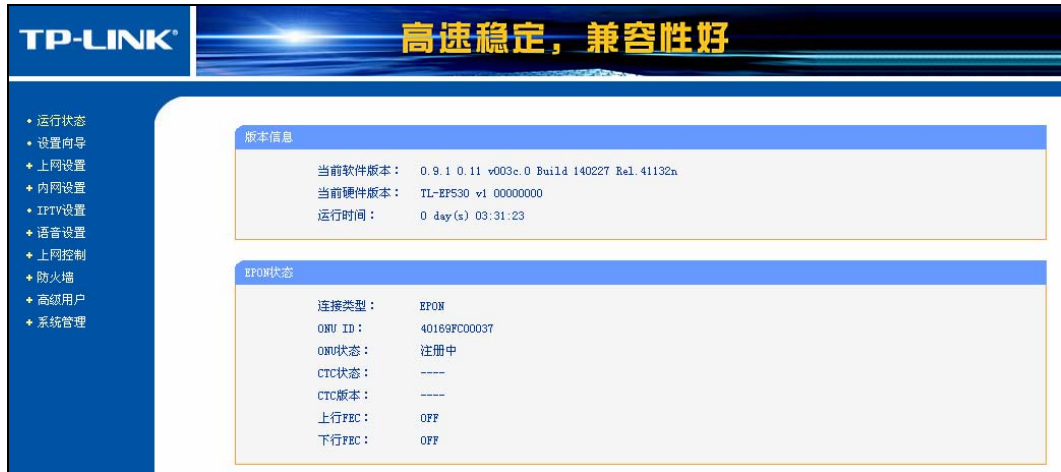 TP-LINK®
高速稳定，兼容性好
运行状态
设置向导
上网设置
内网设置
IPTV设置
语音设置
上网控制
防火墙
高级用户
系统管理
版本信息
当前软件版本： 0.9.1 0.11 v003c.0 Build 140227 Rel.41132n
当前硬件版本： TL-EP530 v1 00000000
运行时间： 0 day(s) 03:31:23
EPON状态
连接类型： EPON
ONU ID： 40169FC00037
ONU状态： 注册中
CTC状态： ----
CTC版本： ----
上行FEC： OFF
下行FEC： OFF